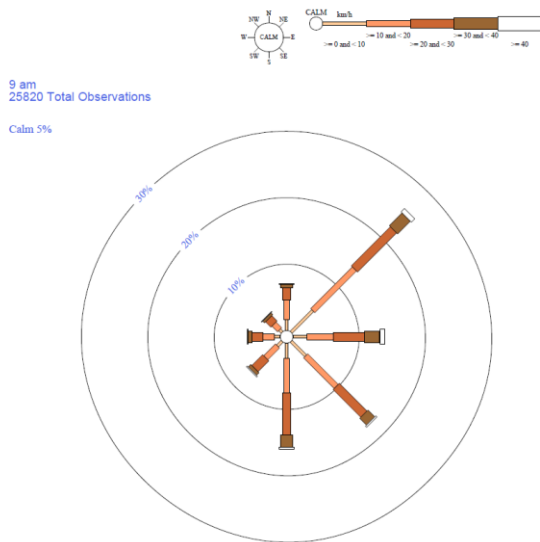 N
NW NE
W CALM E
SW SE
S
CALM km/h
>= 10 and < 20 >= 30 and < 40
>= 0 and < 10 >= 20 and < 30 >= 40
9 am
25820 Total Observations
Calm 5%
30%
20%
10%